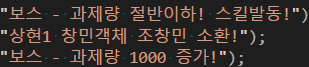 "보스 - 과제량 절반이하! 스킬발동!")
"상현1 창민객체 조창민 소환!");
"보스 - 과제량 1000 증가!");